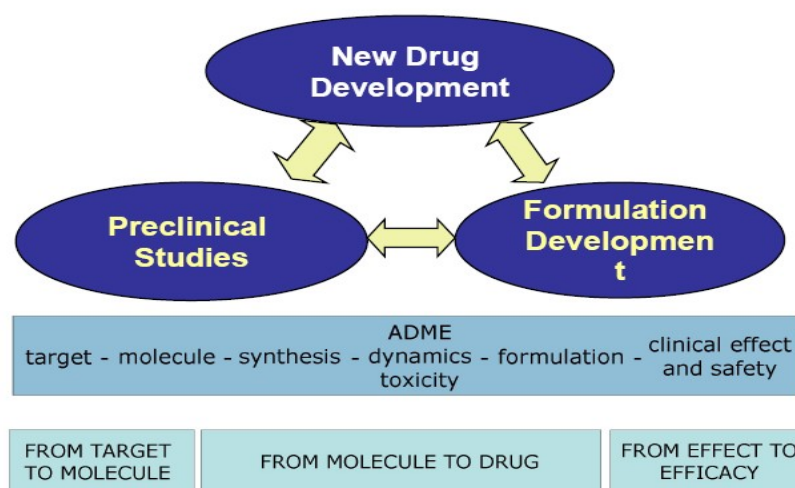 New Drug
Development
Preclinical
Studies
Formulation
Developmen
t
ADME
target - molecule - synthesis - dynamics - formulation - clinical effect
and safety
toxicity
FROM TARGET
TO MOLECULE
FROM MOLECULE TO DRUG
FROM EFFECT TO
EFFICACY